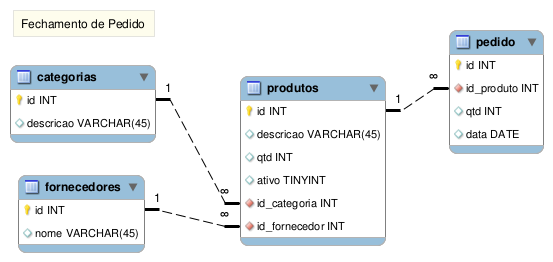 Fechamento de Pedido
categorias
id INT
descricao VARCHAR(45)
1
∞
fornecedores
id INT
nome VARCHAR(45)
1
∞
produtos
id INT
descricao VARCHAR(45)
qtd INT
ativo TINYINT
id_categoria INT
id_fornecedor INT
1
∞
pedido
id INT
id_produto INT
qtd INT
data DATE